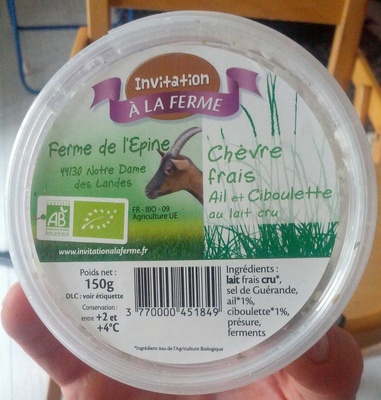 Invitation
À LA FERME
Ferme de l'Epine
44130 Notre Dame
des Landes
Chèvre
frais
Ail et Ciboulette
au lait cru
AB
FR - BIO - 09
Agriculture UE
www.invitationalaferme.fr
Poids net :
150g
DLC : voir étiquette
Conservation :
entre +2 et
+4°C
3 770000 451849
Ingrédients :
lait frais cru*,
sel de Guérande,
ail*1%,
ciboulette*1%,
présure,
ferments
*Ingrédient issu de l'Agriculture Biologique